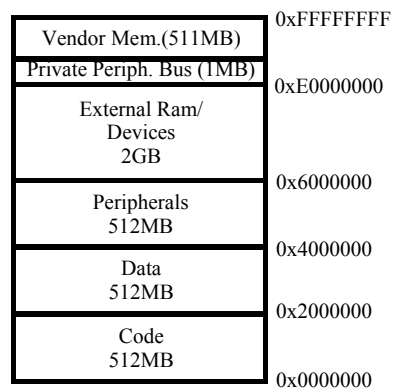 0xFFFFFFFF
Vendor Mem.(511MB)
Private Periph. Bus (1MB)
0xE0000000
External Ram/
Devices
2GB
0x6000000
Peripherals
512MB
0x4000000
Data
512MB
0x2000000
Code
512MB
0x0000000